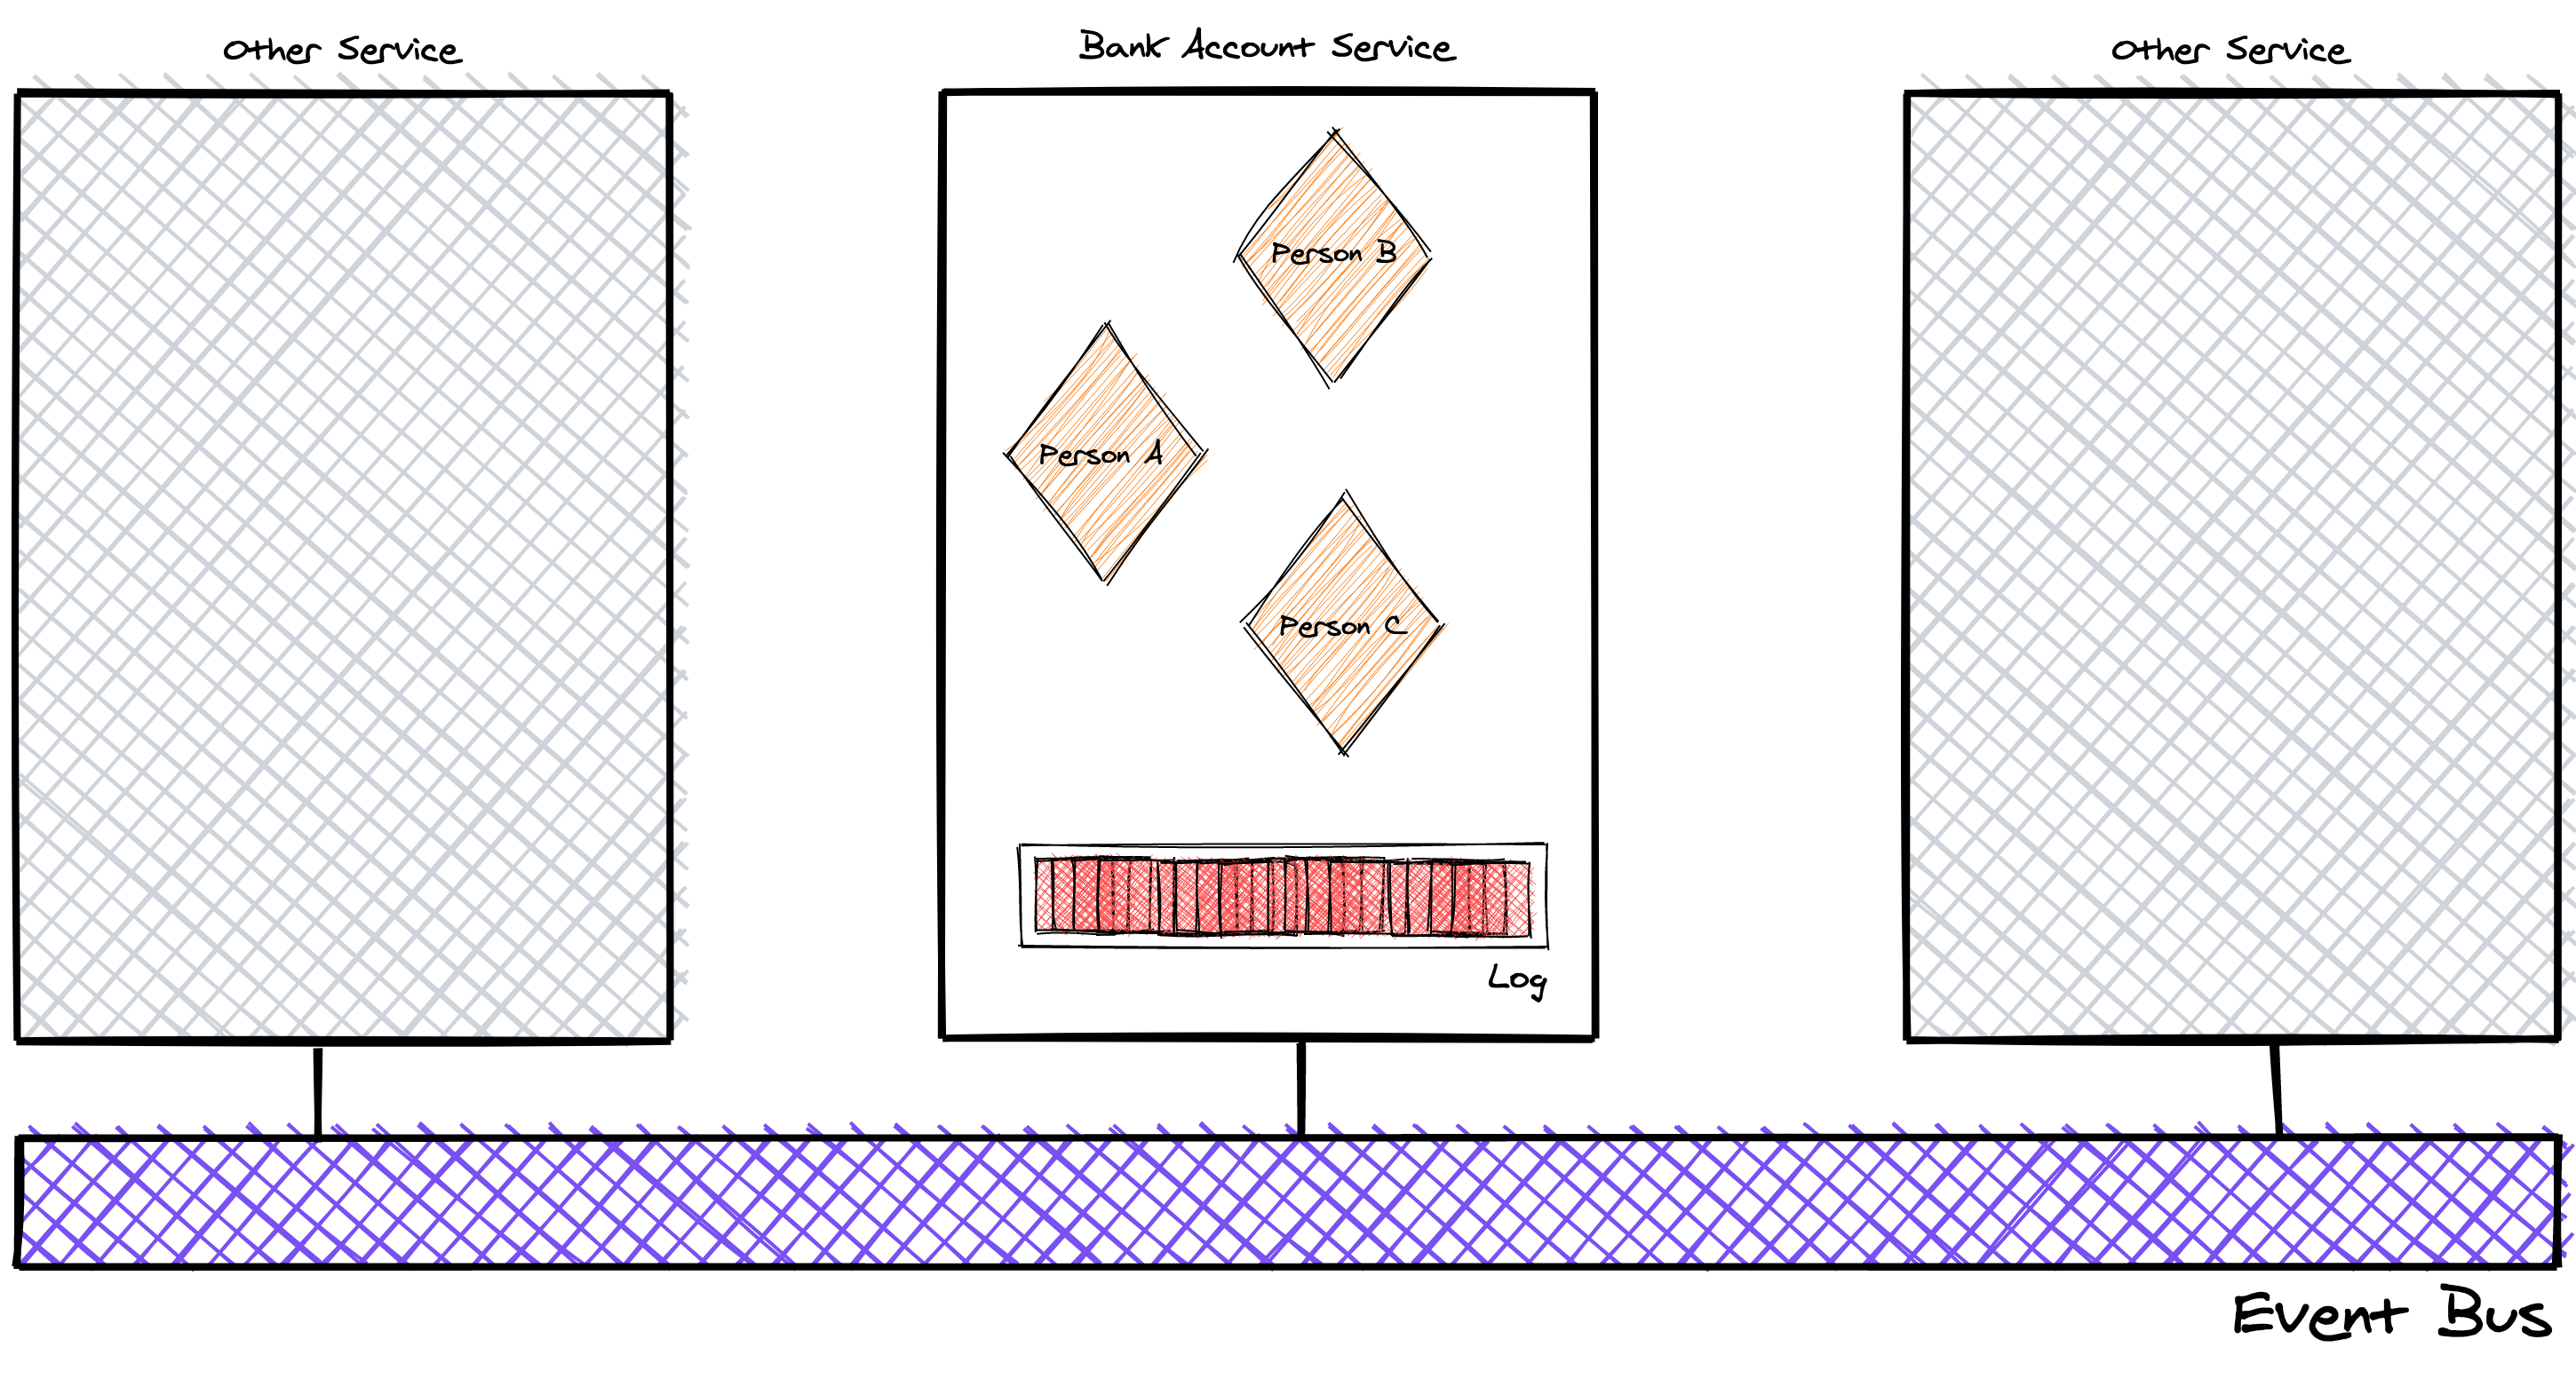 Other Service
Bank Account Service
Other Service
Person B
Person A
Person C
Log
Event Bus